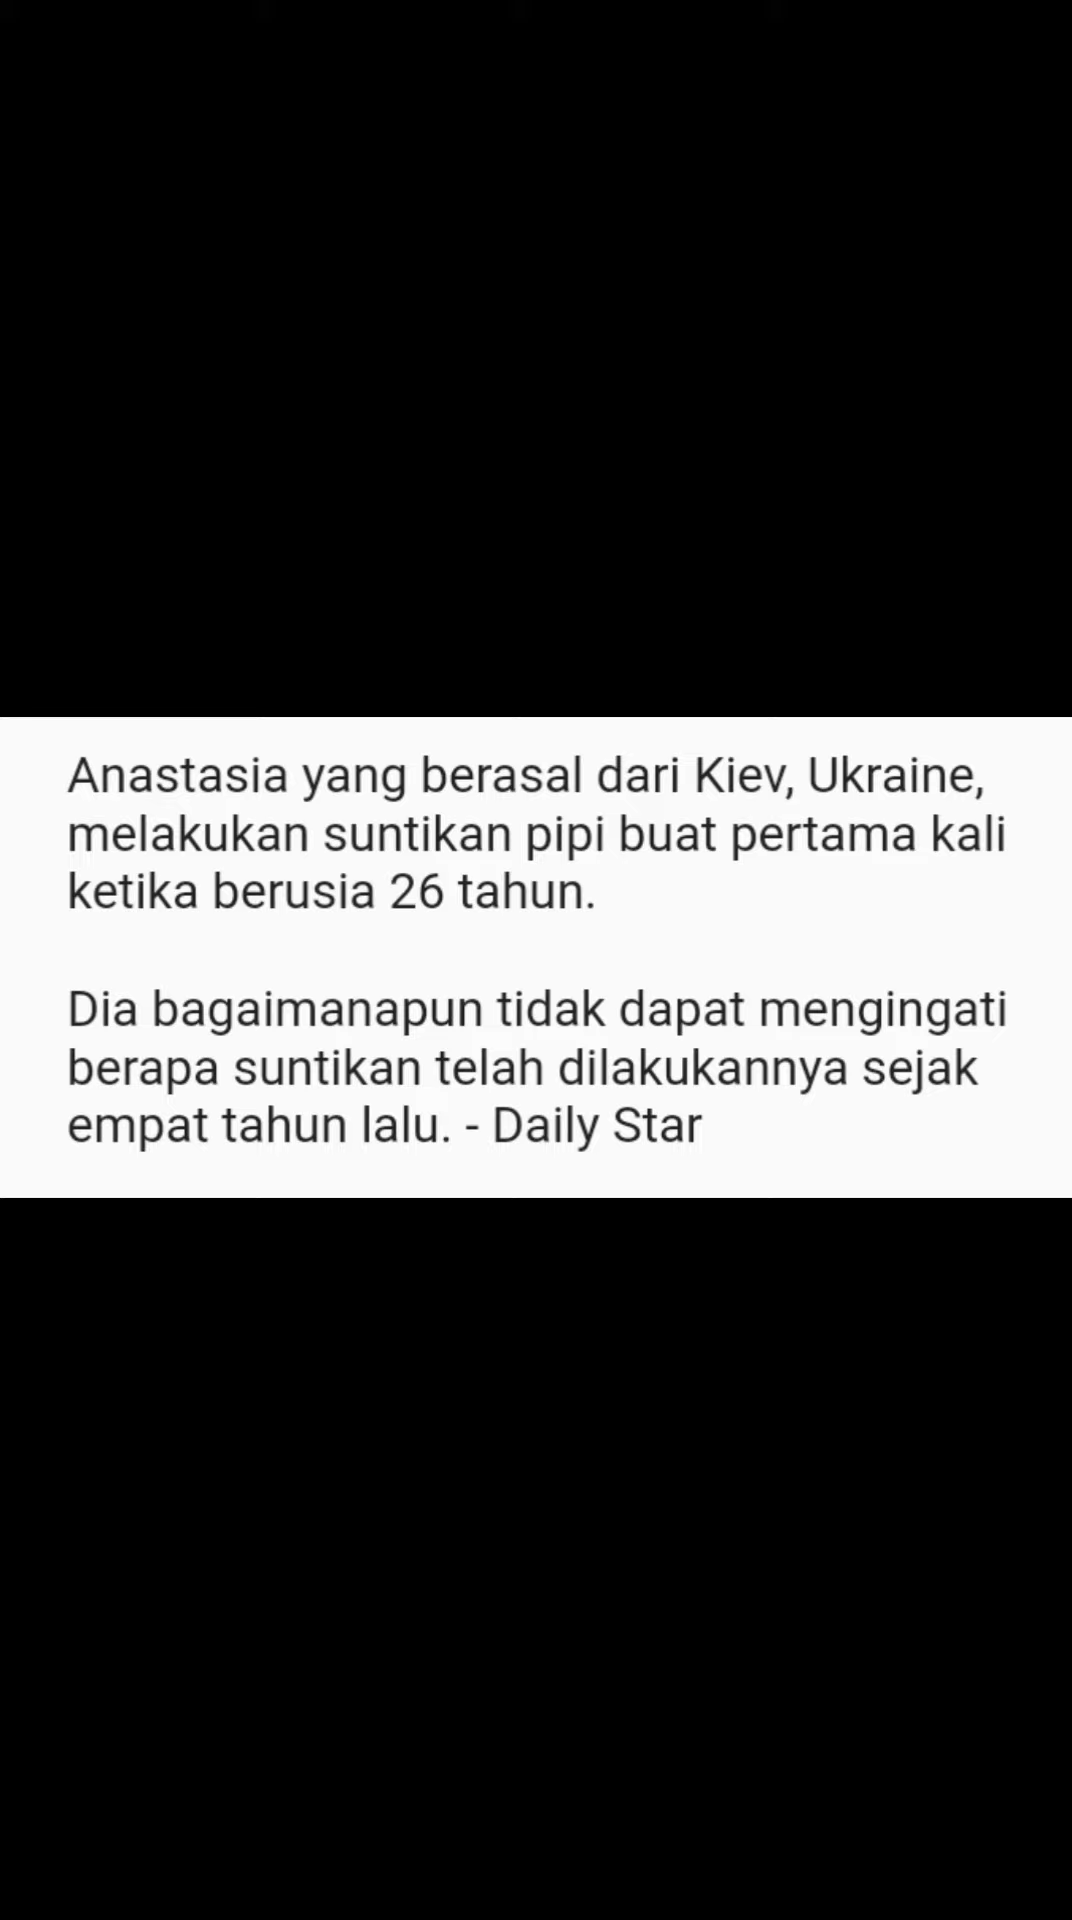 Anastasia yang berasal dari Kiev, Ukraine,
melakukan suntikan pipi buat pertama kali
ketika berusia 26 tahun.
Dia bagaimanapun tidak dapat mengingati
berapa suntikan telah dilakukannya sejak
empat tahun lalu. - Daily Star